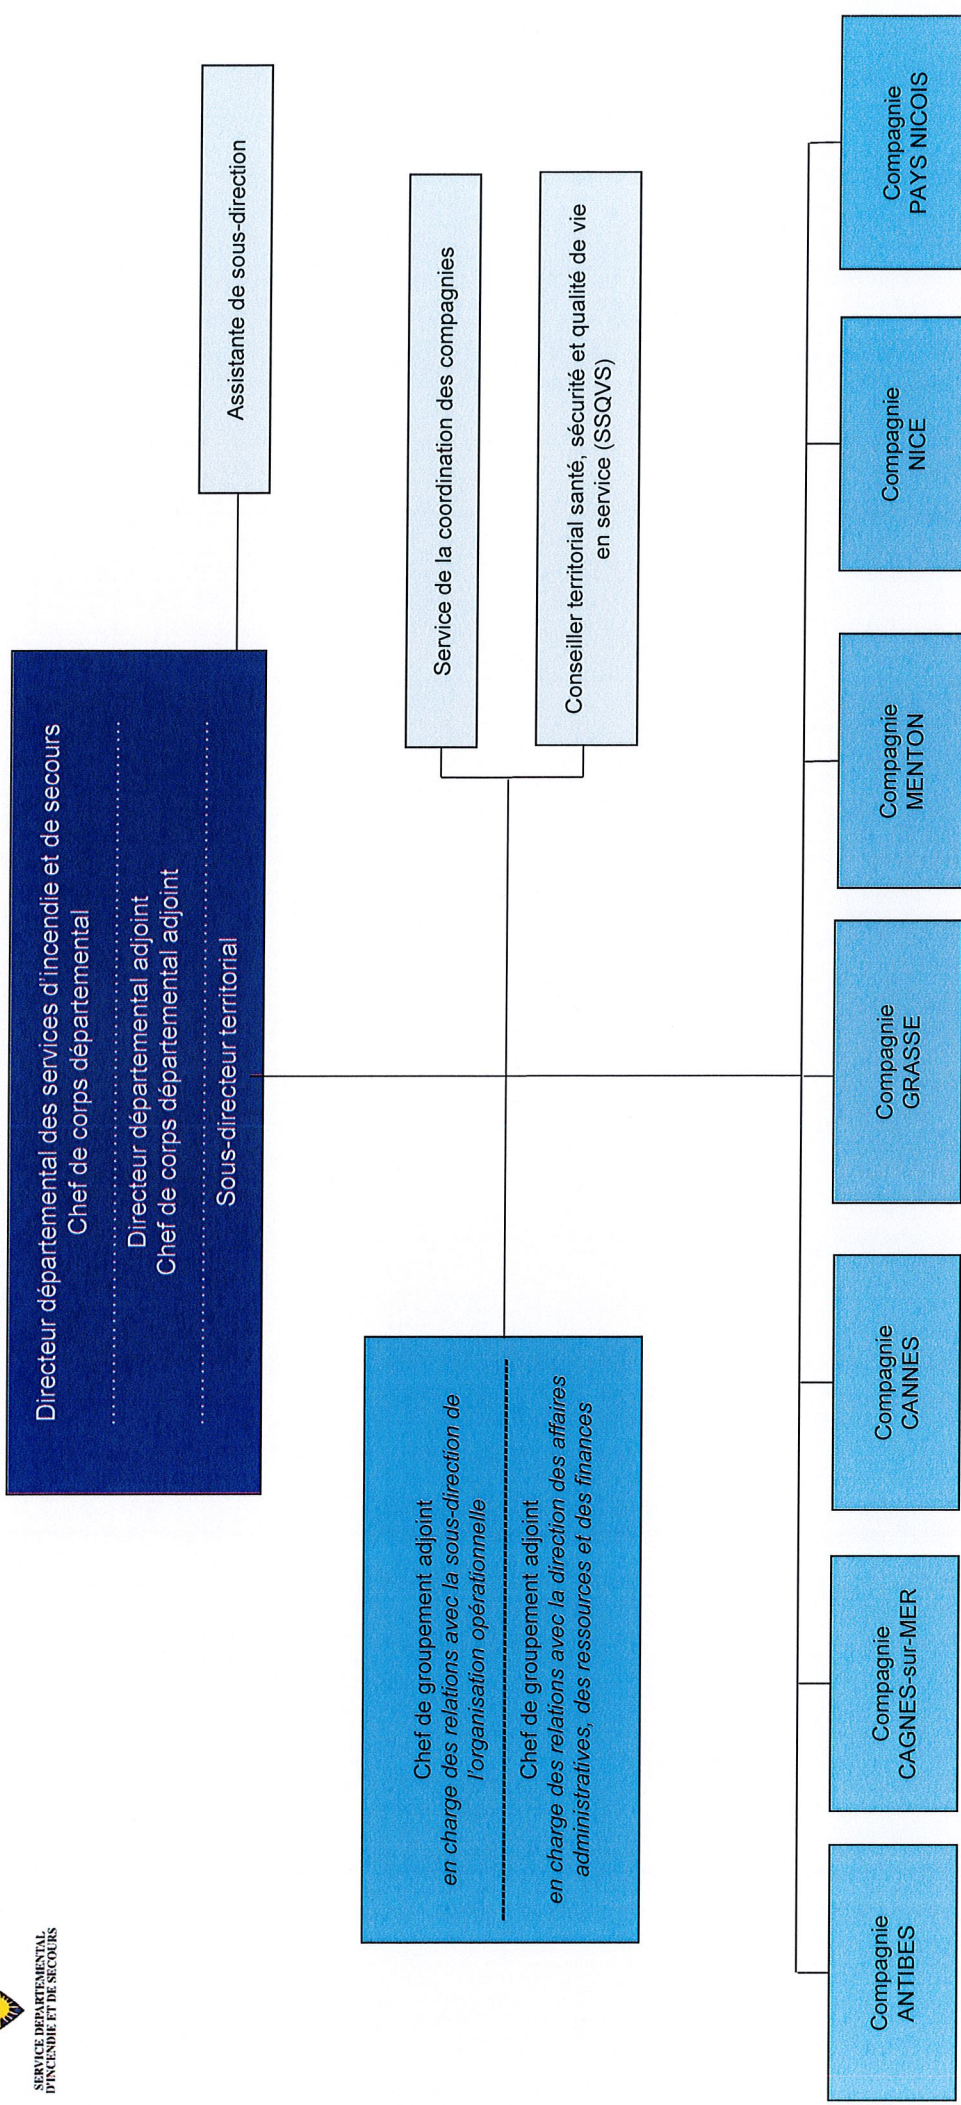 SERVICE DEPARTEMENTAL
D'INCENDIE ET DE SECOURS
Directeur départemental des services d'incendie et de secours
Chef de corps départemental
Directeur départemental adjoint
Chef de corps départemental adjoint
Sous-directeur territorial
Assistante de sous-direction
Chef de groupement adjoint
en charge des relations avec la sous-direction de
l'organisation opérationnelle
Chef de groupement adjoint
en charge des relations avec la direction des affaires
administratives, des ressources et des finances
Service de la coordination des compagnies
Conseiller territorial santé, sécurité et qualité de vie
en service (SSQVS)
Compagnie
ANTIBES
Compagnie
CAGNES-sur-MER
Compagnie
CANNES
Compagnie
GRASSE
Compagnie
MENTON
Compagnie
NICE
Compagnie
PAYS NICOIS